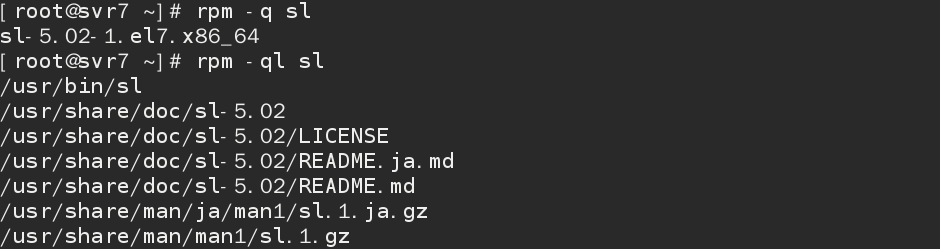 [root@svr7 ~]# rpm -q sl
sl-5.02-1.el7.x86_64
[root@svr7 ~]# rpm -ql sl
/usr/bin/sl
/usr/share/doc/sl-5.02
/usr/share/doc/sl-5.02/LICENSE
/usr/share/doc/sl-5.02/README.ja.md
/usr/share/doc/sl-5.02/README.md
/usr/share/man/ja/man1/sl.1.ja.gz
/usr/share/man/man1/sl.1.gz